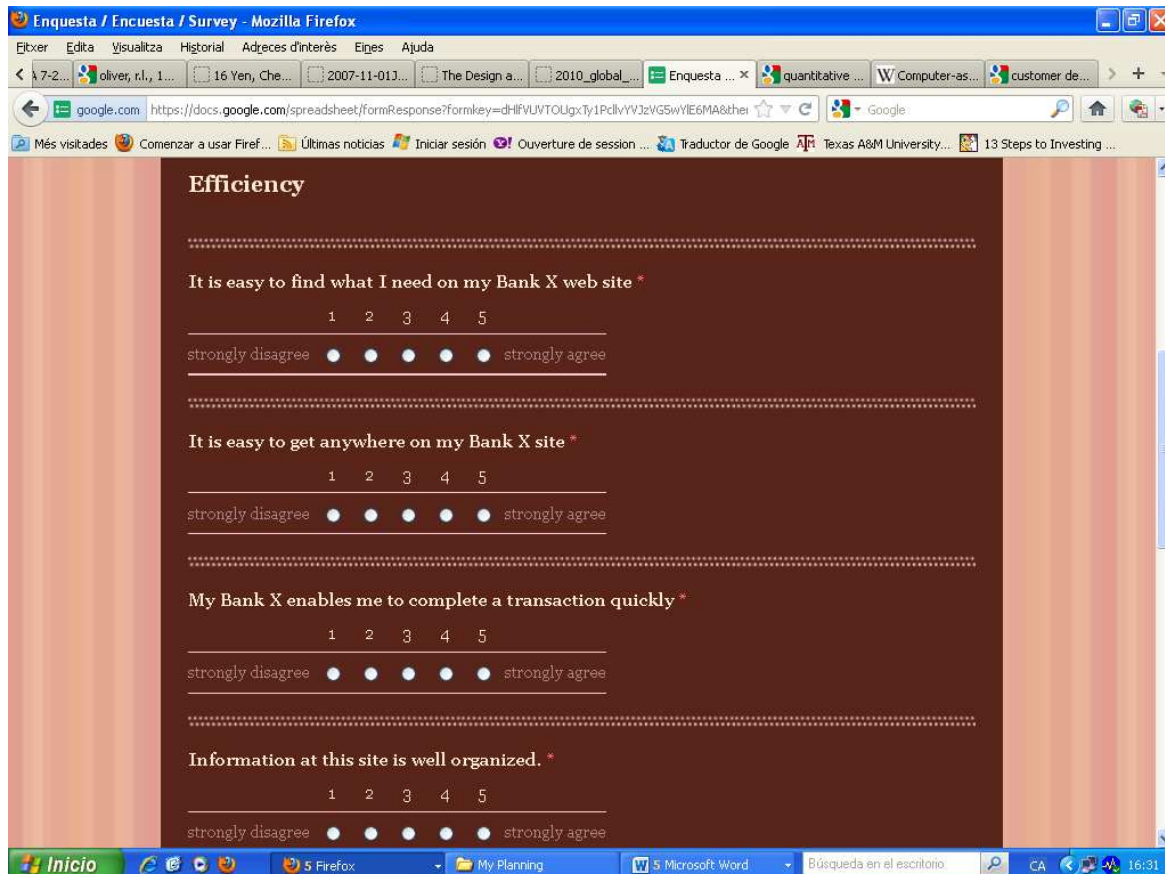 Enquesta / Encuesta / Survey - Mozilla Firefox
Fitxer Edita Visualitza Historial Adreces d'interès Eines Ajuda
7-2... oliver, r.l., 1... 16 Yen, Che... 2007-11-01J... The Design a... 2010_global_... Enquesta ... quantitative ... W Computer-as... customer de...
google.com https://docs.google.com/spreadsheet/ Google
Més visitades Comenzar a usar Firef... Últimas noticias Iniciar sesión Ouverture de session ... Traductor de Google Texas A&M University... 13 Steps to Investing ...
Efficiency
It is easy to find what I need on my Bank X web site *
1 2 3 4 5
strongly disagree strongly agree
It is easy to get anywhere on my Bank X site *
1 2 3 4 5
strongly disagree strongly agree
My Bank X enables me to complete a transaction quickly *
1 2 3 4 5
strongly disagree strongly agree
Information at this site is well organized. *
1 2 3 4 5
strongly disagree strongly agree
Inicio 5 Firefox My Planning 5 Microsoft Word Búsqueda en el escritorio CA 16:31